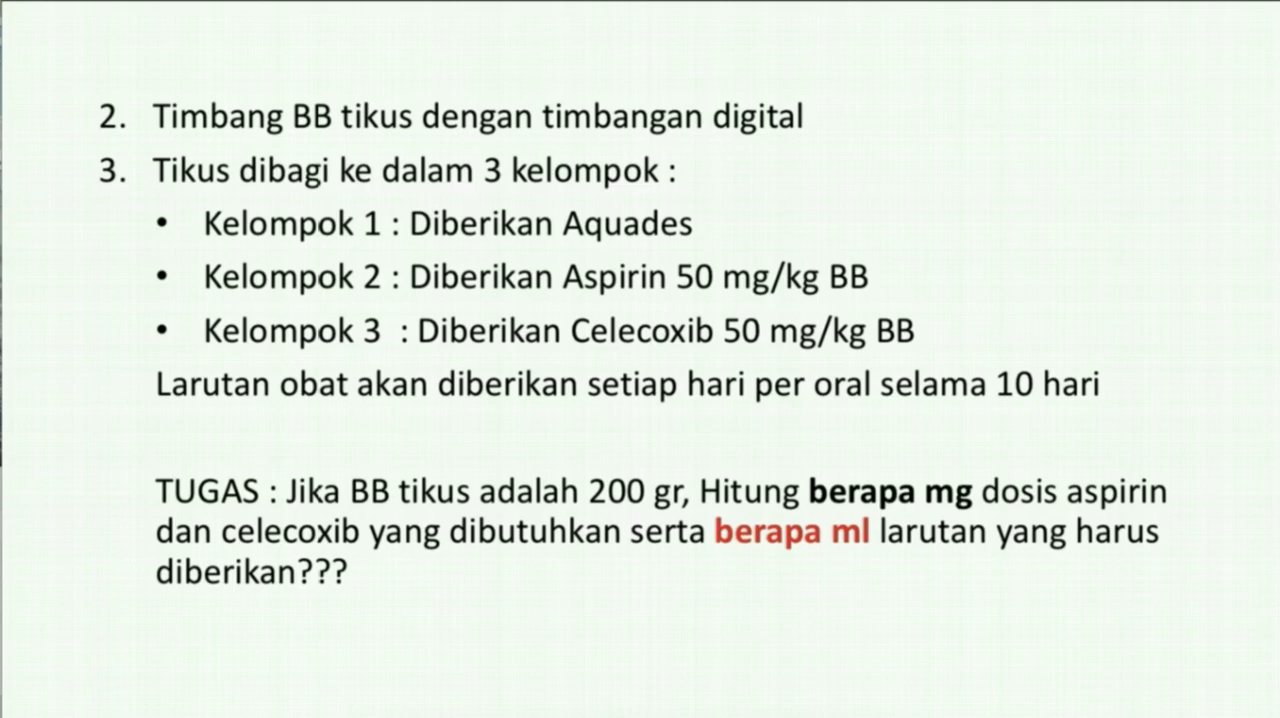 2. Timbang BB tikus dengan timbangan digital
3. Tikus dibagi ke dalam 3 kelompok :
• Kelompok 1 : Diberikan Aquades
• Kelompok 2 : Diberikan Aspirin 50 mg/kg BB
• Kelompok 3 : Diberikan Celecoxib 50 mg/kg BB
Larutan obat akan diberikan setiap hari per oral selama 10 hari
TUGAS : Jika BB tikus adalah 200 gr, Hitung berapa mg dosis aspirin
dan celecoxib yang dibutuhkan serta berapa ml larutan yang harus
diberikan???